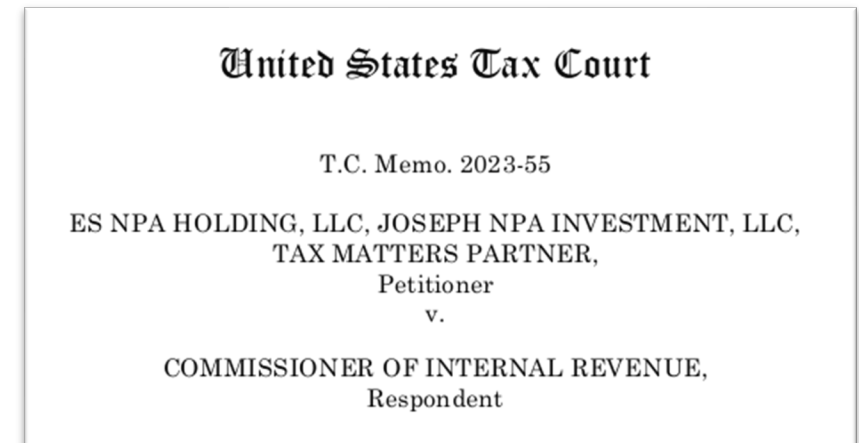 United States Tax Court
T.C. Memo. 2023-55
ES NPA HOLDING, LLC, JOSEPH NPA INVESTMENT, LLC,
TAX MATTERS PARTNER,
Petitioner
v.
COMMISSIONER OF INTERNAL REVENUE,
Respondent